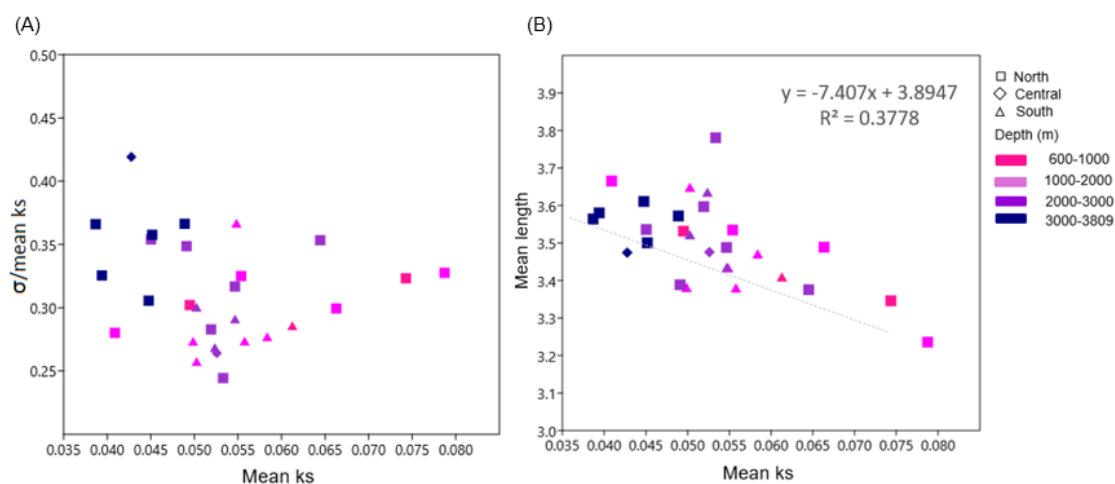 (A)
0.50
0.45
0.40
0.35
0.30
0.25
σ/mean ks
0.035 0.040 0.045 0.050 0.055 0.060 0.065 0.070 0.075 0.080
Mean ks
(B)
y = -7.407x + 3.8947
R² = 0.3778
3.9
3.8
3.7
3.6
3.5
3.4
3.3
3.2
3.1
3.0
Mean length
0.035 0.040 0.045 0.050 0.055 0.060 0.065 0.070 0.075 0.080
Mean ks
North
Central
South
Depth (m)
600-1000
1000-2000
2000-3000
3000-3809